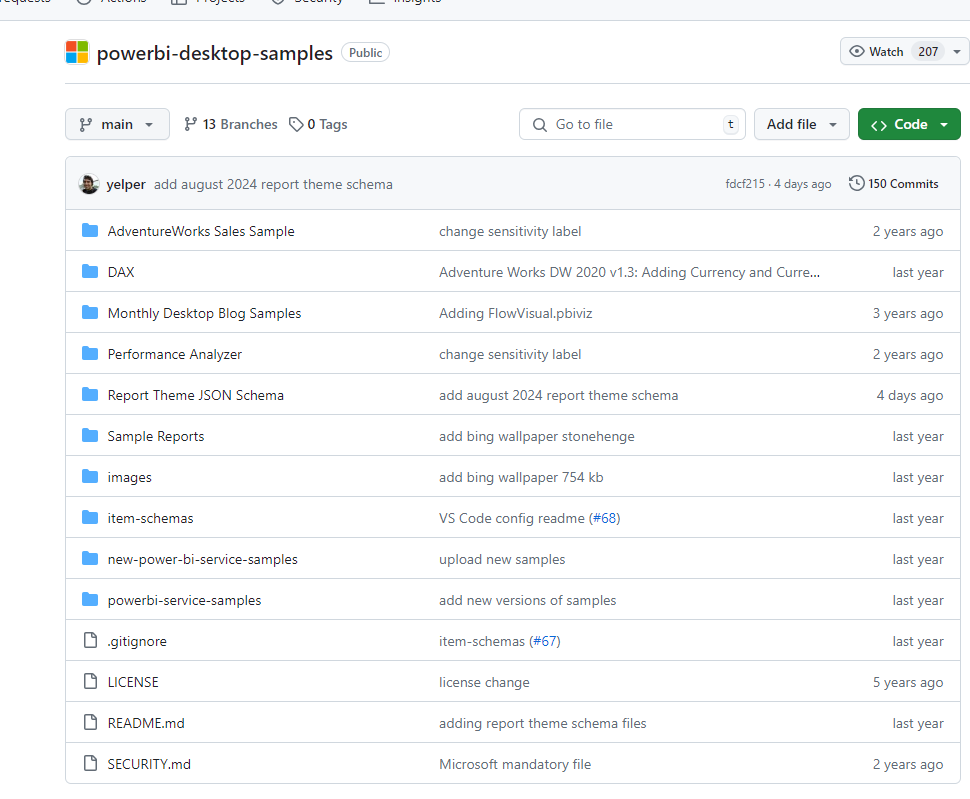 requests Actions Projects Security Insights
powerbi-desktop-samples Public Watch 207
main 13 Branches 0 Tags Go to file t Add file <> Code
yelper add august 2024 report theme schema fdcf215 · 4 days ago 150 Commits
AdventureWorks Sales Sample change sensitivity label 2 years ago
DAX Adventure Works DW 2020 v1.3: Adding Currency and Curre... last year
Monthly Desktop Blog Samples Adding FlowVisual.pbiviz 3 years ago
Performance Analyzer change sensitivity label 2 years ago
Report Theme JSON Schema add august 2024 report theme schema 4 days ago
Sample Reports add bing wallpaper stonehenge last year
images add bing wallpaper 754 kb last year
item-schemas VS Code config readme (#68) last year
new-power-bi-service-samples upload new samples last year
powerbi-service-samples add new versions of samples last year
.gitignore item-schemas (#67) last year
LICENSE license change 5 years ago
README.md adding report theme schema files last year
SECURITY.md Microsoft mandatory file 2 years ago